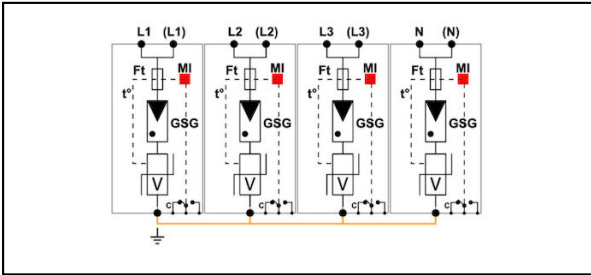 L1 (L1) L2 (L2) L3 (L3) N (N)
Ft MI Ft MI Ft MI Ft MI
t° t° t° t°
GSG GSG GSG GSG
V V V V
C C C C